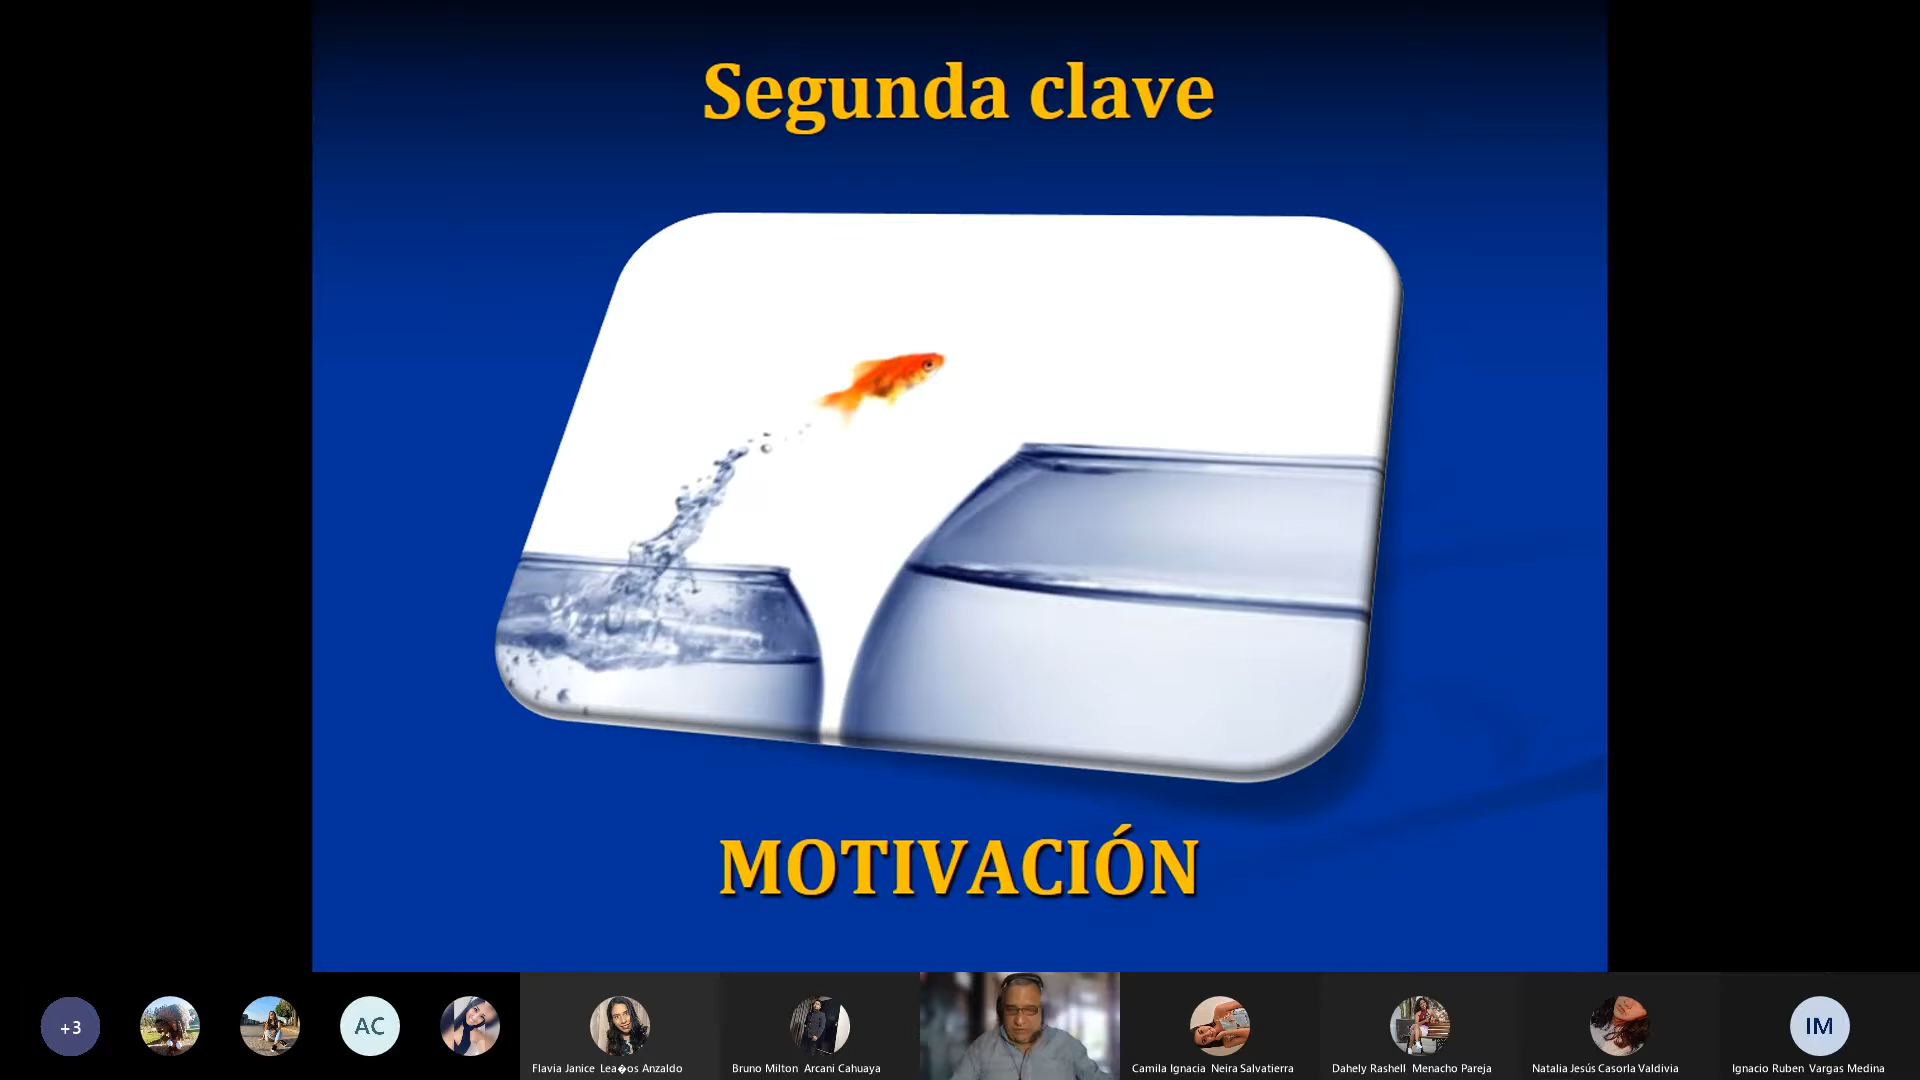 Segunda clave
MOTIVACIÓN
+3
AC
IM
Flavia Janice Lea�os Anzaldo
Bruno Milton Arcani Cahuaya
Camila Ignacia Neira Salvatierra
Dahely Rashell Menacho Pareja
Natalia Jesús Casorla Valdivia
Ignacio Ruben Vargas Medina